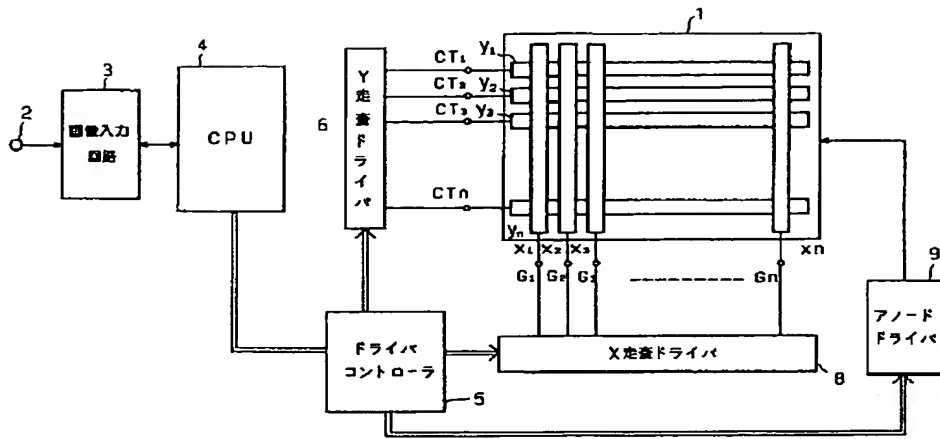 1
4
3
2
画像入力
回路
CPU
6
Y走査ドライバ
CT₁
CT₂
CT₃
CTn
y₁
y₂
y₃
yn
x₁
x₂
x₃
xn
G₁
G₂
G₃
Gn
9
アノード
ドライバ
ドライバ
コントローラ
5
X走査ドライバ
8